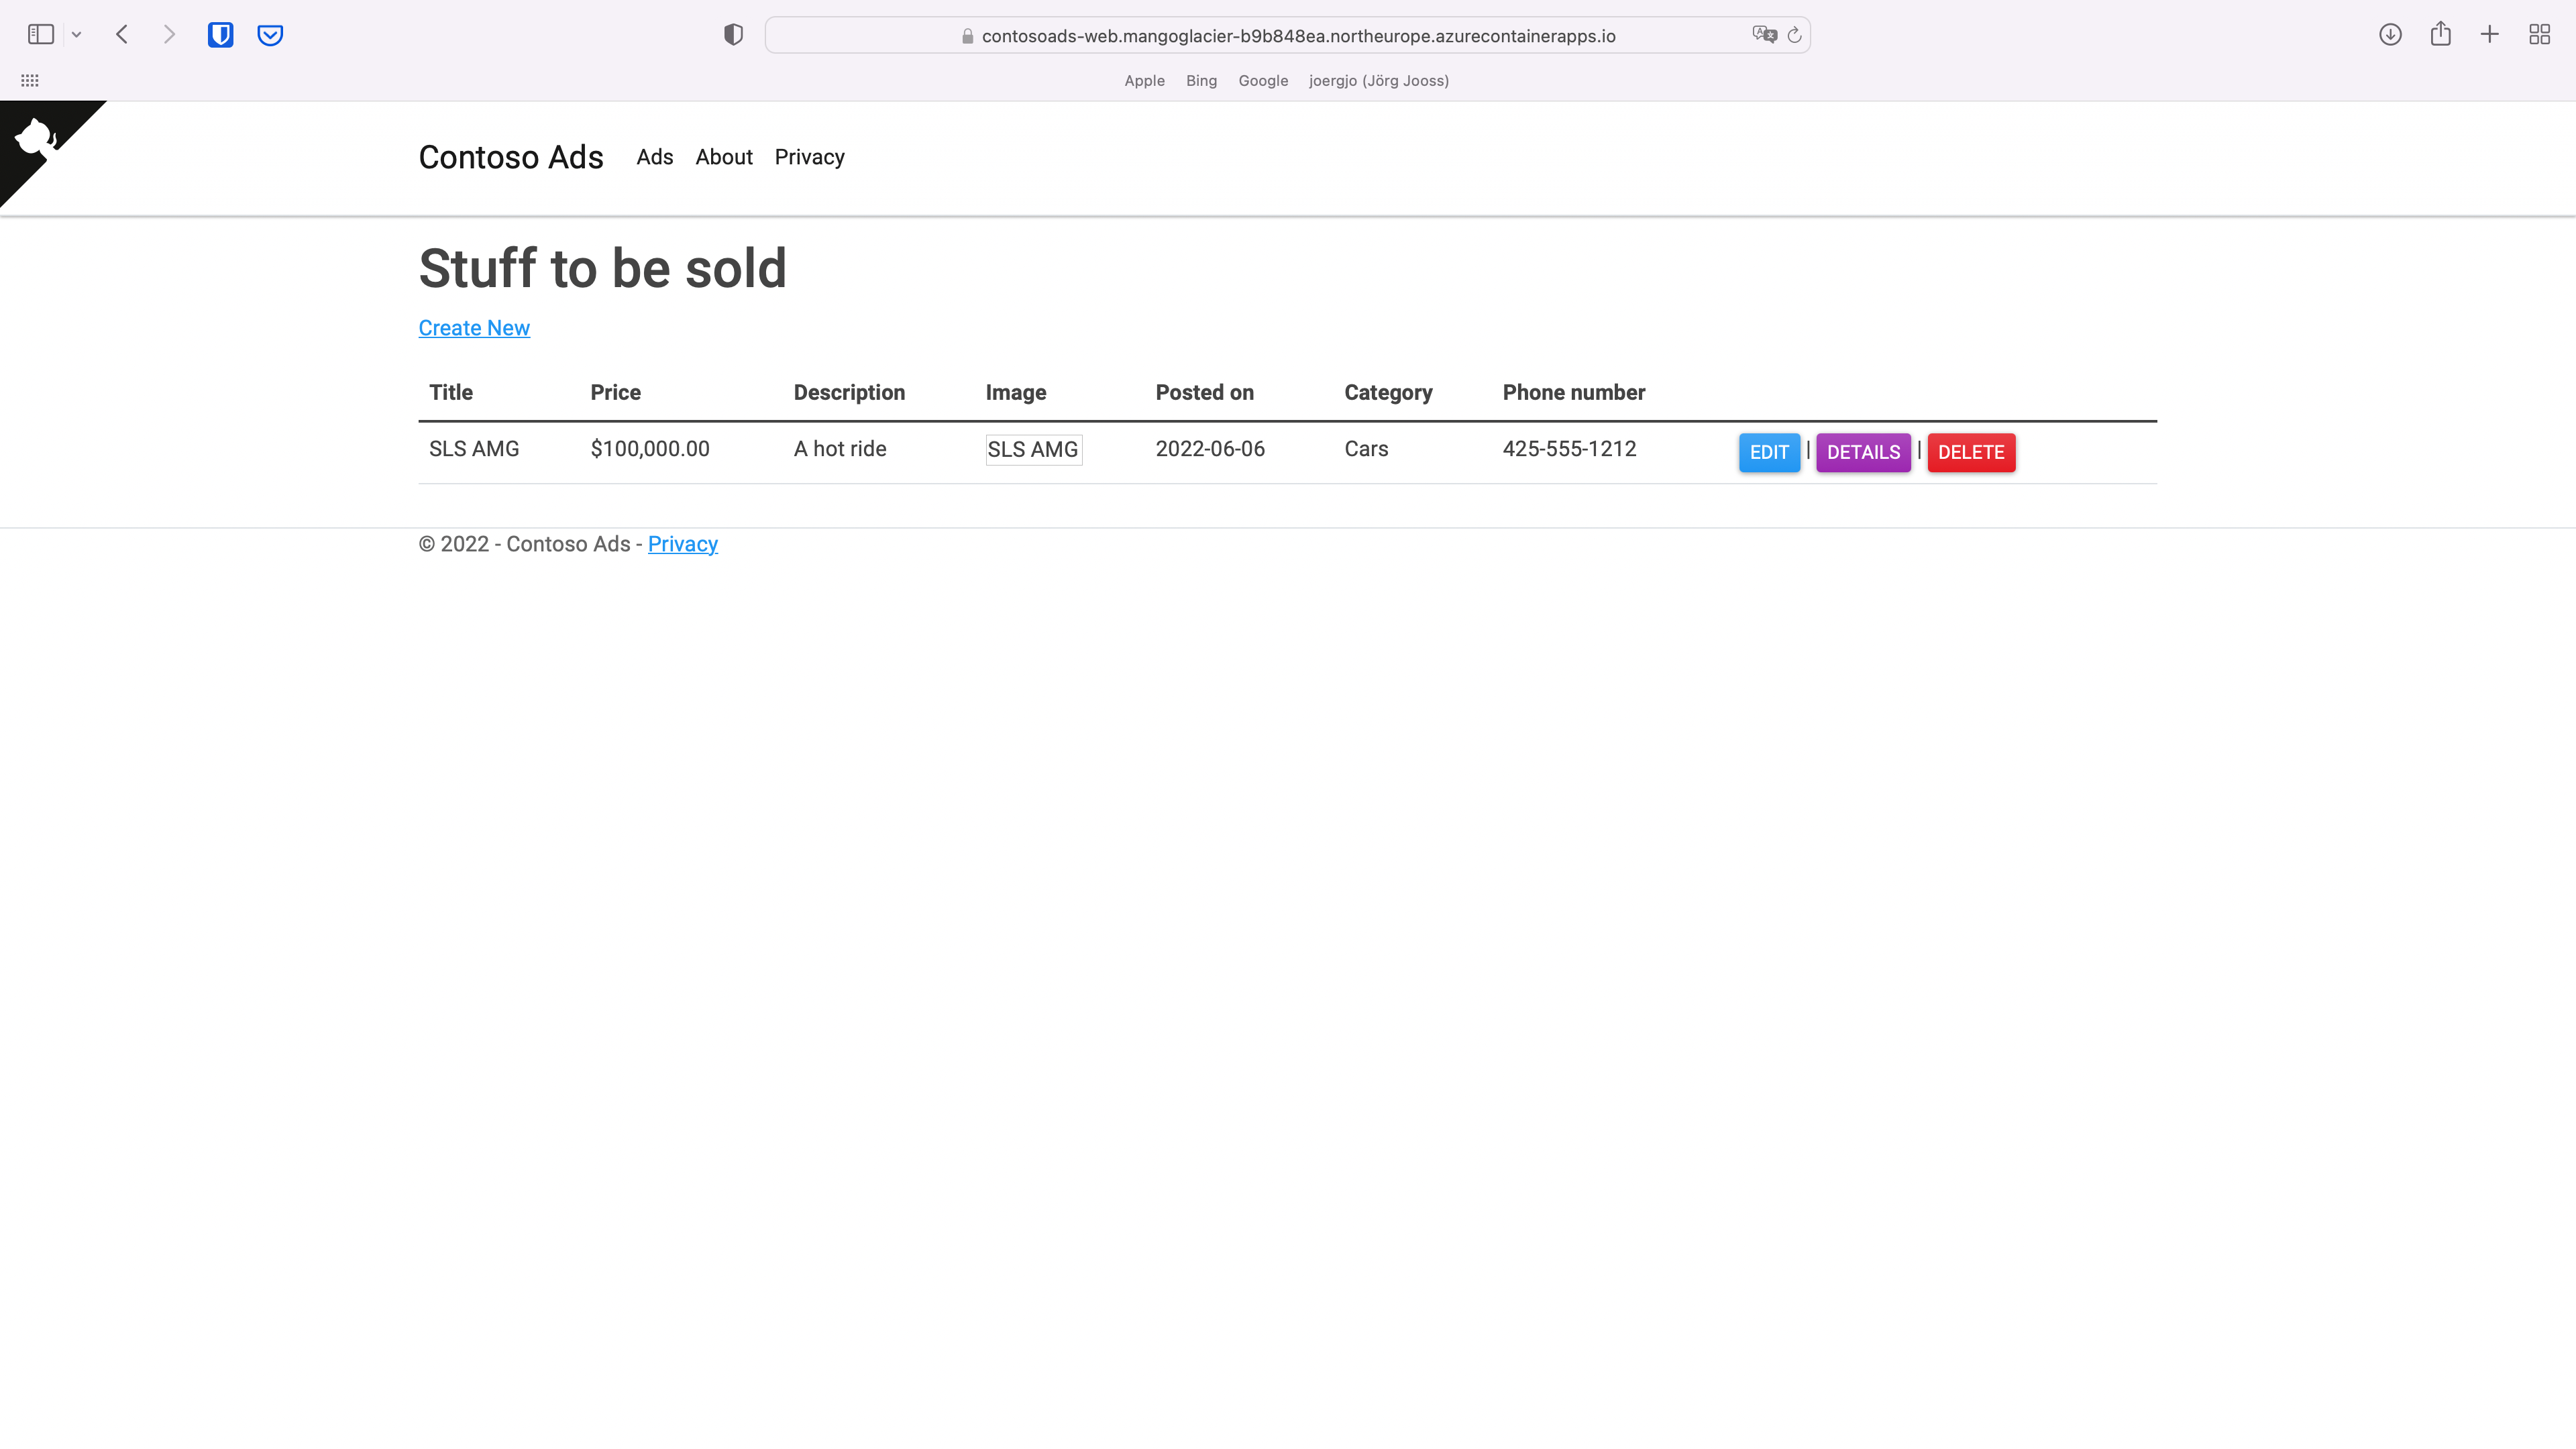 contosoads-web.mangoglacier-b9b848ea.northeurope.azurecontainerapps.io
Apple Bing Google joergjo (Jörg Jooss)
Contoso Ads Ads About Privacy
Stuff to be sold
Create New
Title Price Description Image Posted on Category Phone number
SLS AMG $100,000.00 A hot ride SLS AMG 2022-06-06 Cars 425-555-1212 EDIT | DETAILS | DELETE
© 2022 - Contoso Ads - Privacy